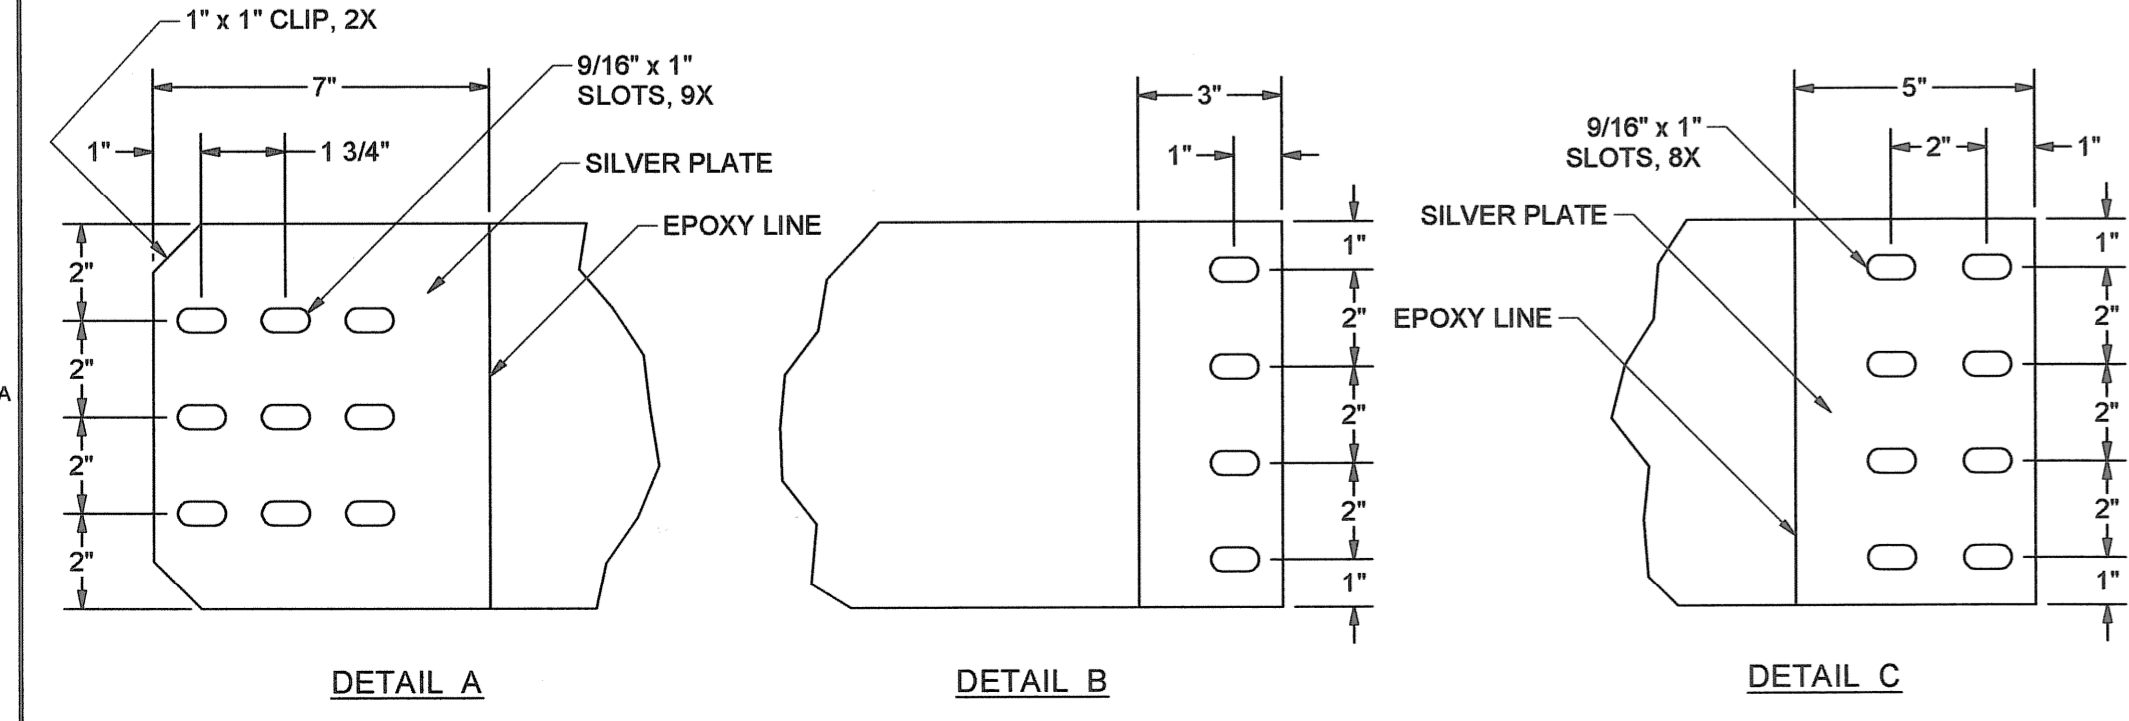 1" x 1" CLIP, 2X
7"
9/16" x 1"
SLOTS, 9X
1"
1 3/4"
SILVER PLATE
EPOXY LINE
2"
2"
2"
2"
DETAIL A
3"
1"
1"
2"
2"
2"
1"
DETAIL B
5"
9/16" x 1"
SLOTS, 8X
2"
1"
SILVER PLATE
EPOXY LINE
1"
2"
2"
2"
1"
DETAIL C
A